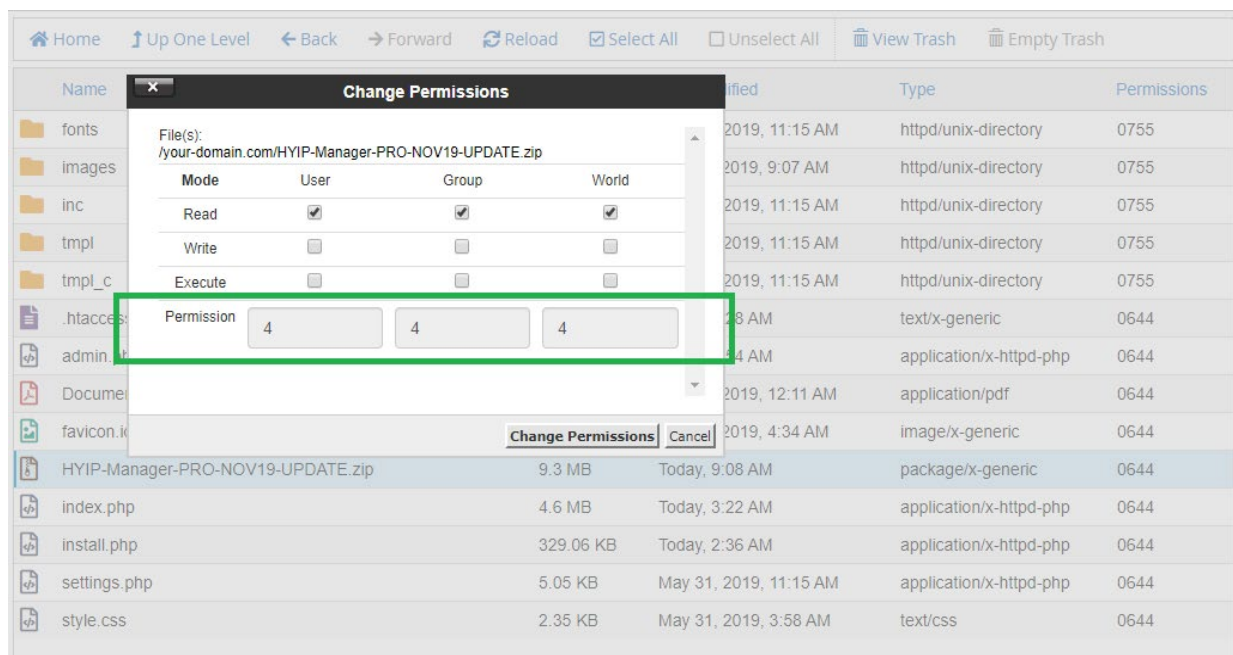 Home Up One Level Back Forward Reload Select All Unselect All View Trash Empty Trash
Name ified Type Permissions
Change Permissions
File(s):
/your-domain.com/HYIP-Manager-PRO-NOV19-UPDATE.zip
Mode User Group World
Read
Write
Execute
Permission 4 4 4
Change Permissions Cancel
fonts 2019, 11:15 AM httpd/unix-directory 0755
images 2019, 9:07 AM httpd/unix-directory 0755
inc 2019, 11:15 AM httpd/unix-directory 0755
tmpl 2019, 11:15 AM httpd/unix-directory 0755
tmpl_c 2019, 11:15 AM httpd/unix-directory 0755
.htaccess 28 AM text/x-generic 0644
admin.ph 54 AM application/x-httpd-php 0644
Documen 2019, 12:11 AM application/pdf 0644
favicon.ic 2019, 4:34 AM image/x-generic 0644
HYIP-Manager-PRO-NOV19-UPDATE.zip 9.3 MB Today, 9:08 AM package/x-generic 0644
index.php 4.6 MB Today, 3:22 AM application/x-httpd-php 0644
install.php 329.06 KB Today, 2:36 AM application/x-httpd-php 0644
settings.php 5.05 KB May 31, 2019, 11:15 AM application/x-httpd-php 0644
style.css 2.35 KB May 31, 2019, 3:58 AM text/css 0644